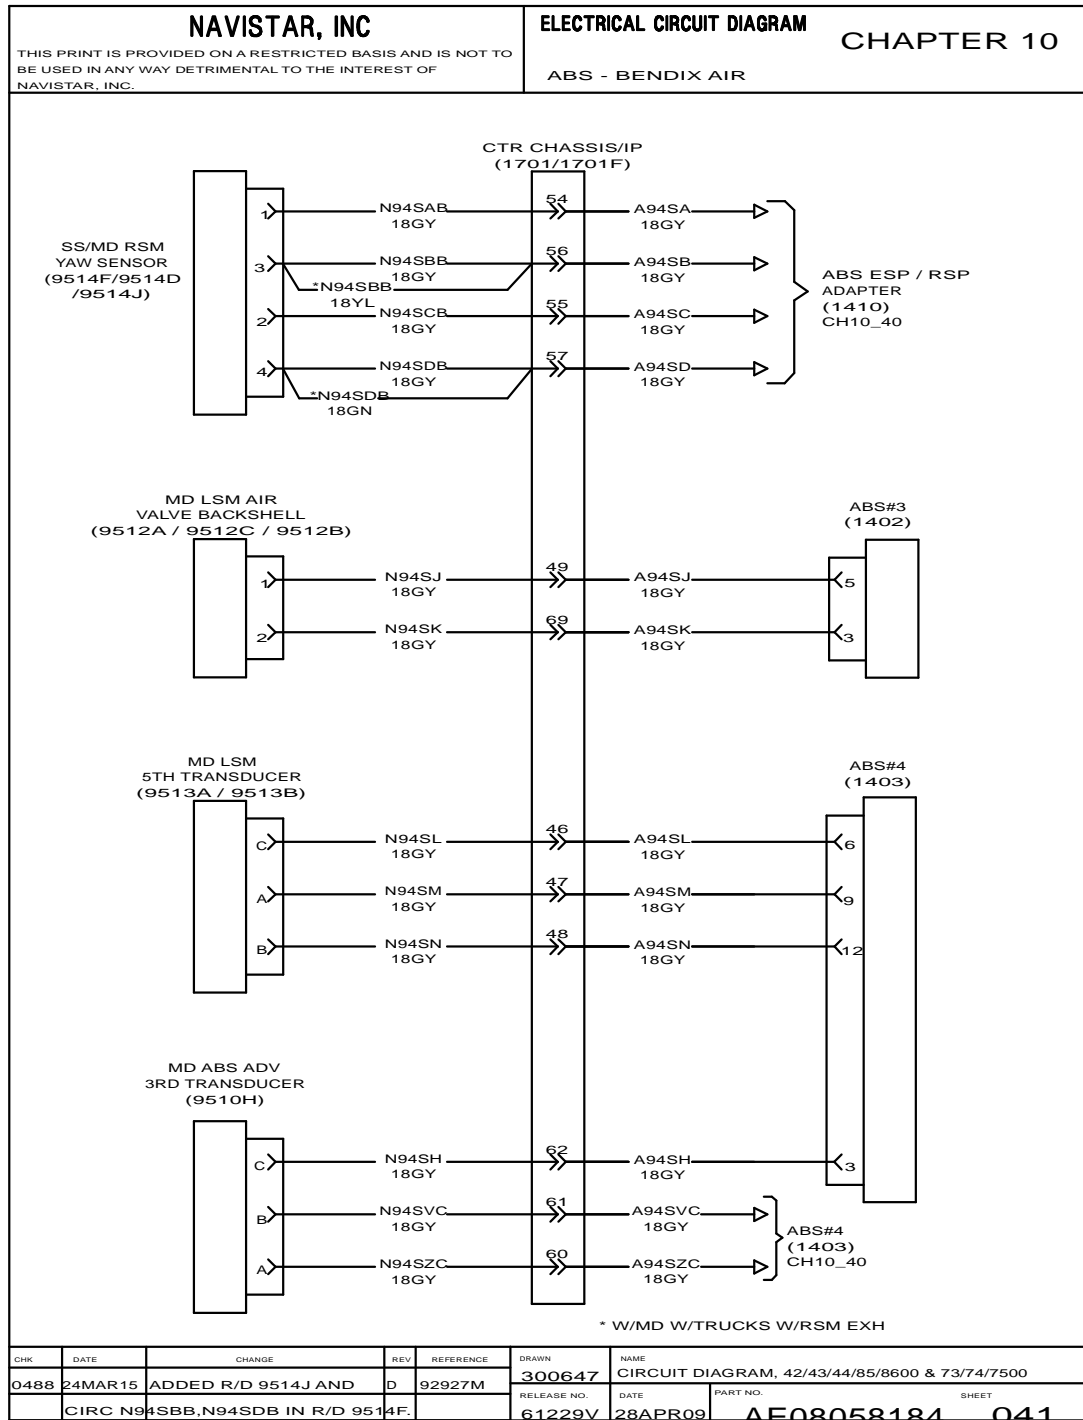 NAVISTAR, INC
THIS PRINT IS PROVIDED ON A RESTRICTED BASIS AND IS NOT TO
BE USED IN ANY WAY DETRIMENTAL TO THE INTEREST OF
NAVISTAR, INC.
ELECTRICAL CIRCUIT DIAGRAM
CHAPTER 10
ABS - BENDIX AIR
CTR CHASSIS/IP
(1701/1701F)
SS/MD RSM
YAW SENSOR
(9514F/9514D
/9514J)
1 N94SAB 54 A94SA
18GY 18GY
3 N94SBB 56 A94SB
18GY 18GY
*N94SBB
18YL
2 N94SCB 55 A94SC
18GY 18GY
4 N94SDB 57 A94SD
18GY 18GY
*N94SDB
18GN
ABS ESP / RSP
ADAPTER
(1410)
CH10_40
MD LSM AIR
VALVE BACKSHELL
(9512A / 9512C / 9512B)
ABS#3
(1402)
1 N94SJ 49 A94SJ 5
18GY 18GY
2 N94SK 69 A94SK 3
18GY 18GY
MD LSM
5TH TRANSDUCER
(9513A / 9513B)
ABS#4
(1403)
C N94SL 46 A94SL 6
18GY 18GY
A N94SM 47 A94SM 9
18GY 18GY
B N94SN 48 A94SN 12
18GY 18GY
MD ABS ADV
3RD TRANSDUCER
(9510H)
C N94SH 62 A94SH 3
18GY 18GY
B N94SVC 61 A94SVC
18GY 18GY
A N94SZC 60 A94SZC
18GY 18GY
ABS#4
(1403)
CH10_40
* W/MD W/TRUCKS W/RSM EXH
CHK DATE CHANGE REV REFERENCE
0488 24MAR15 ADDED R/D 9514J AND D 92927M
CIRC N94SBB,N94SDB IN R/D 9514F.
DRAWN
300647
NAME
CIRCUIT DIAGRAM, 42/43/44/85/8600 & 73/74/7500
RELEASE NO.
61229V
DATE
28APR09
PART NO.
AE08058184
SHEET
041